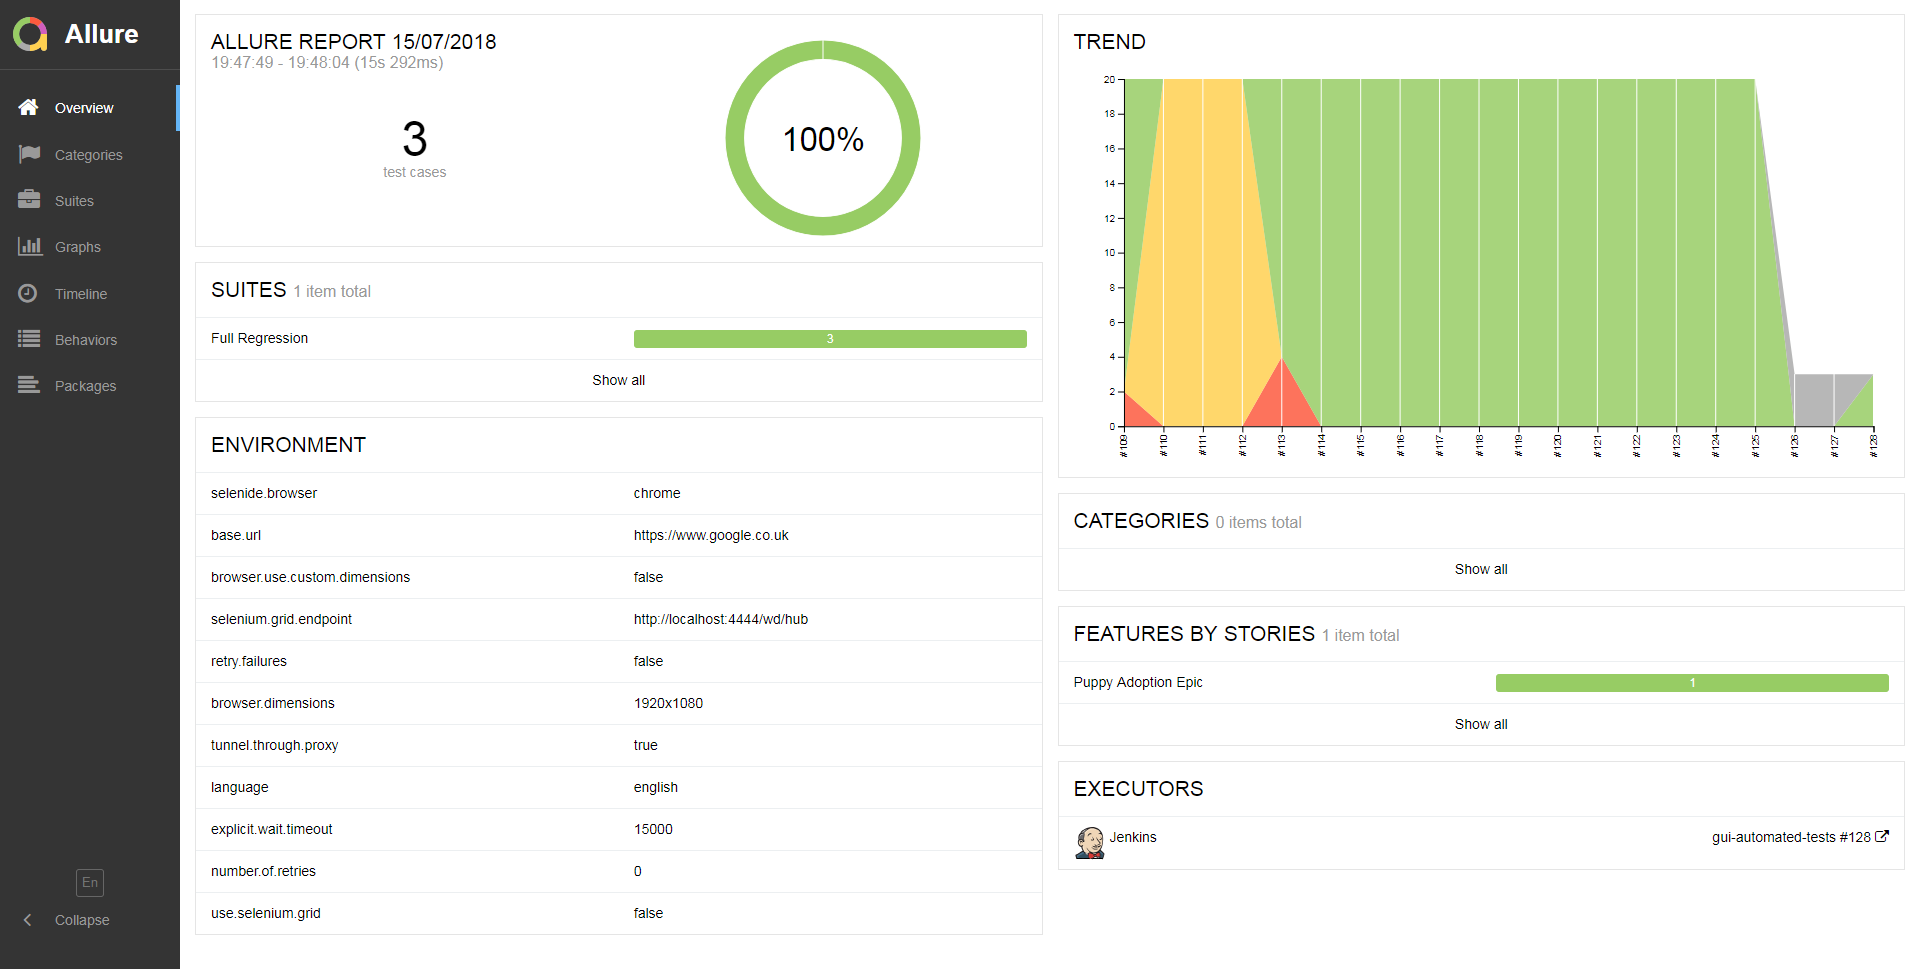 Allure
Overview
Categories
Suites
Graphs
Timeline
Behaviors
Packages
En
Collapse
ALLURE REPORT 15/07/2018
19:47:49 - 19:48:04 (15s 292ms)
3
test cases
100%
SUITES 1 item total
Full Regression 3
Show all
ENVIRONMENT
selenide.browser chrome
base.url https://www.google.co.uk
browser.use.custom.dimensions false
selenium.grid.endpoint http://localhost:4444/wd/hub
retry.failures false
browser.dimensions 1920x1080
tunnel.through.proxy true
language english
explicit.wait.timeout 15000
number.of.retries 0
use.selenium.grid false
TREND
20
18
16
14
12
10
8
6
4
2
0
#109 #110 #111 #112 #113 #114 #115 #116 #117 #118 #119 #120 #121 #122 #123 #124 #125 #126 #127 #128
CATEGORIES 0 items total
Show all
FEATURES BY STORIES 1 item total
Puppy Adoption Epic 1
Show all
EXECUTORS
Jenkins gui-automated-tests #128